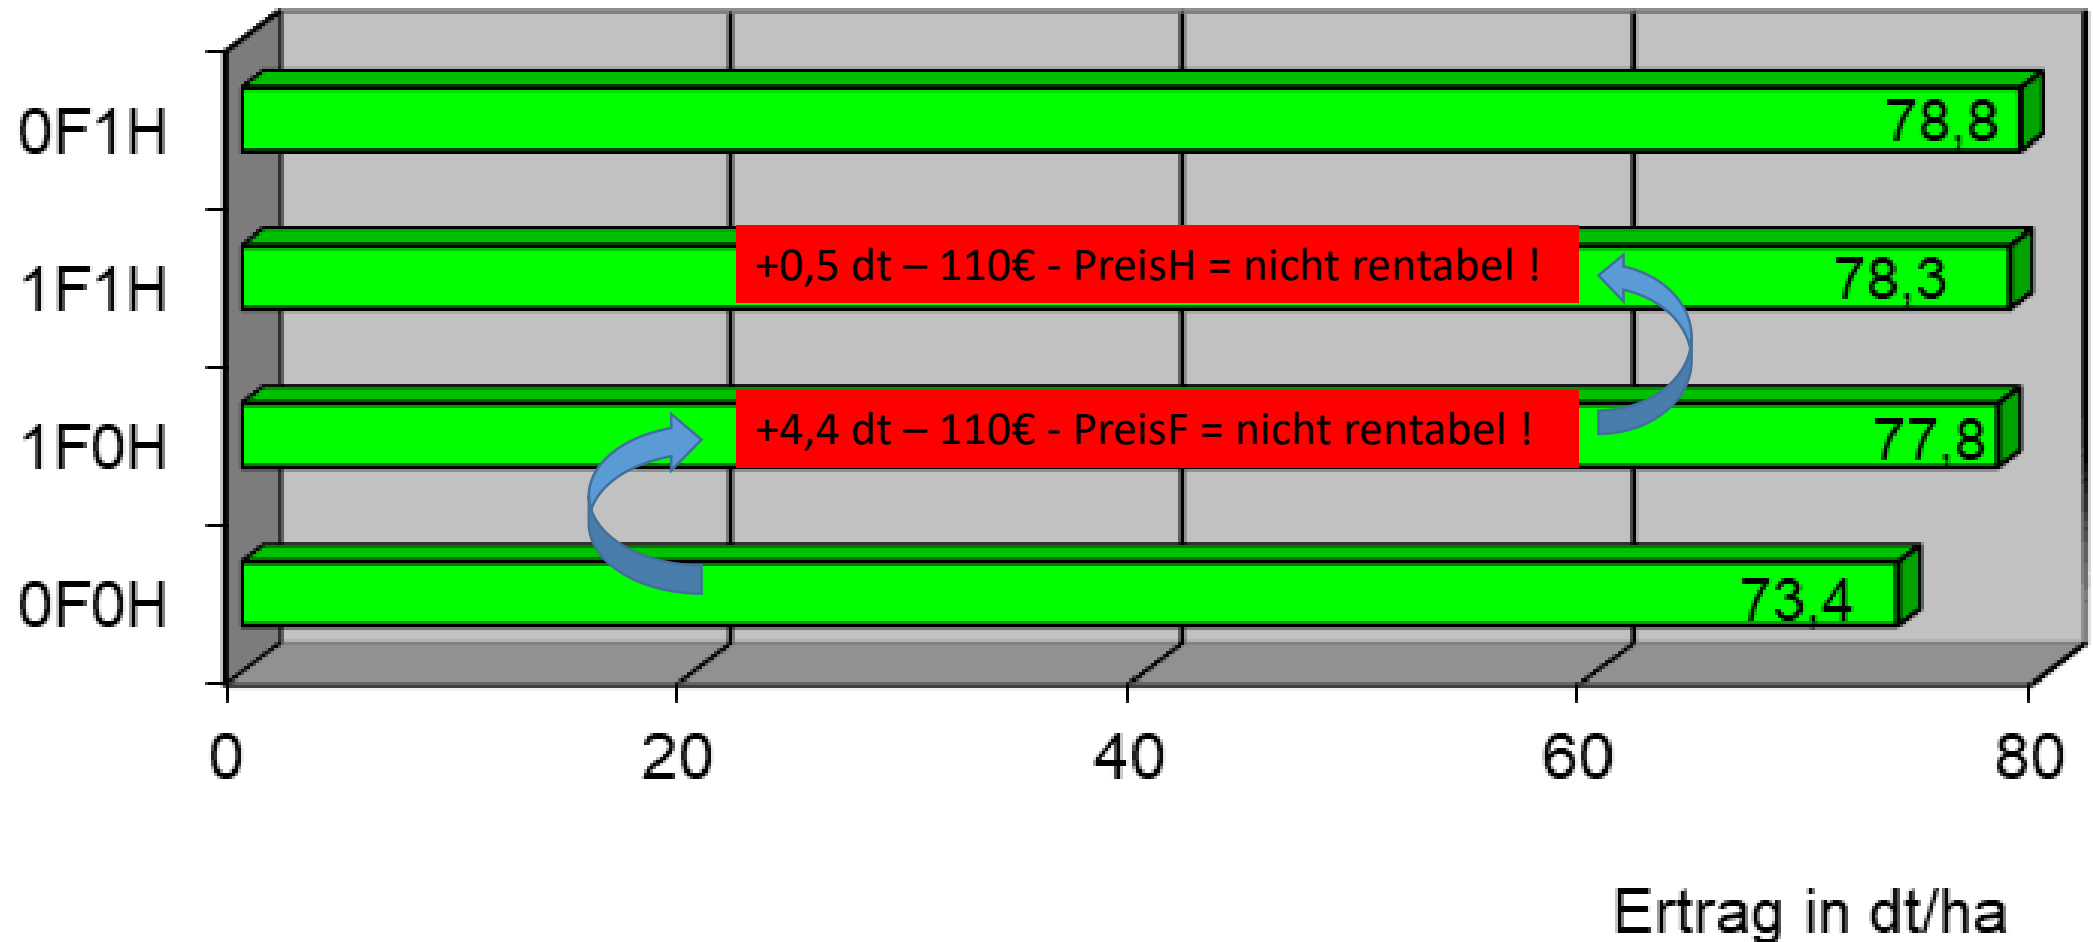 0F1H
78,8
1F1H
+0,5 dt – 110€ - PreisH = nicht rentabel !
78,3
1F0H
+4,4 dt – 110€ - PreisF = nicht rentabel !
77,8
0F0H
73,4
0
20
40
60
80
Ertrag in dt/ha